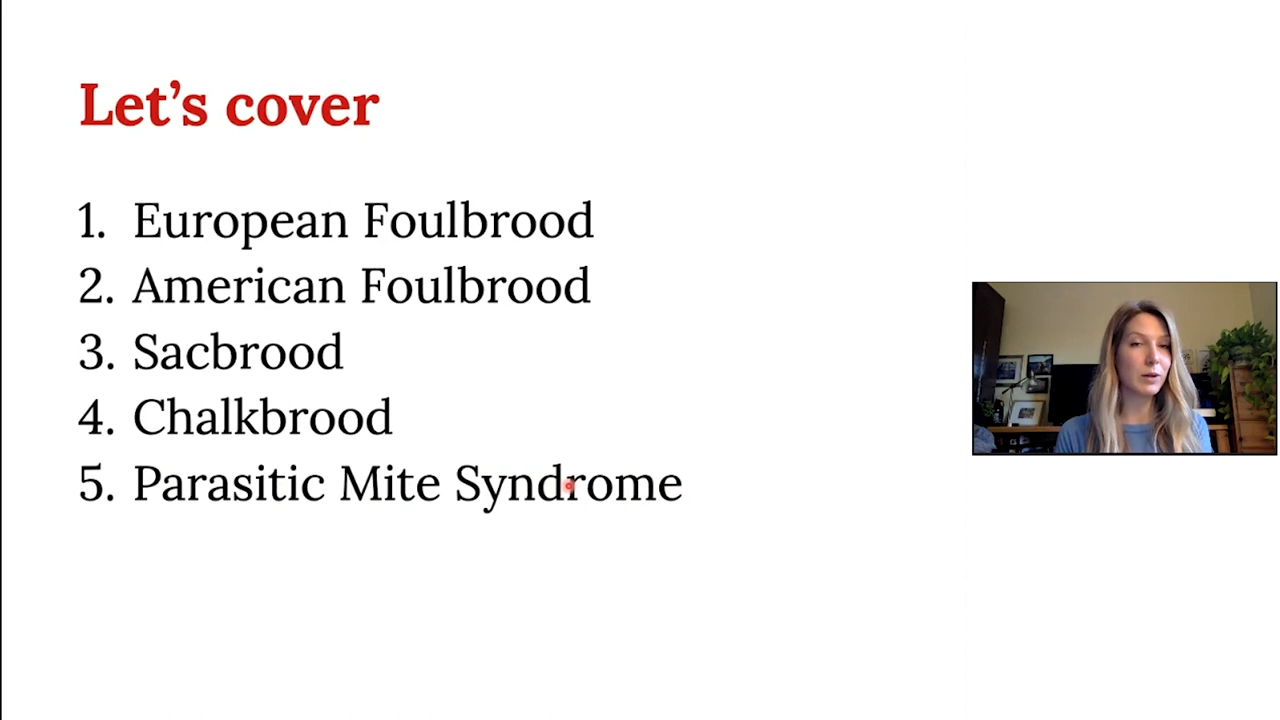 Let's cover
1. European Foulbrood
2. American Foulbrood
3. Sacbrood
4. Chalkbrood
5. Parasitic Mite Syndrome